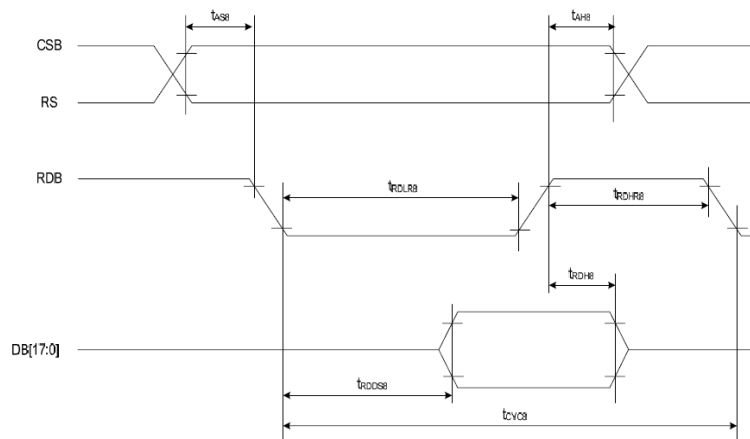 tAS8
tAH8
CSB
RS
RDB
tRDLR8
tRDHR8
tRDH8
DB[17:0]
tRDDS8
tCYC8